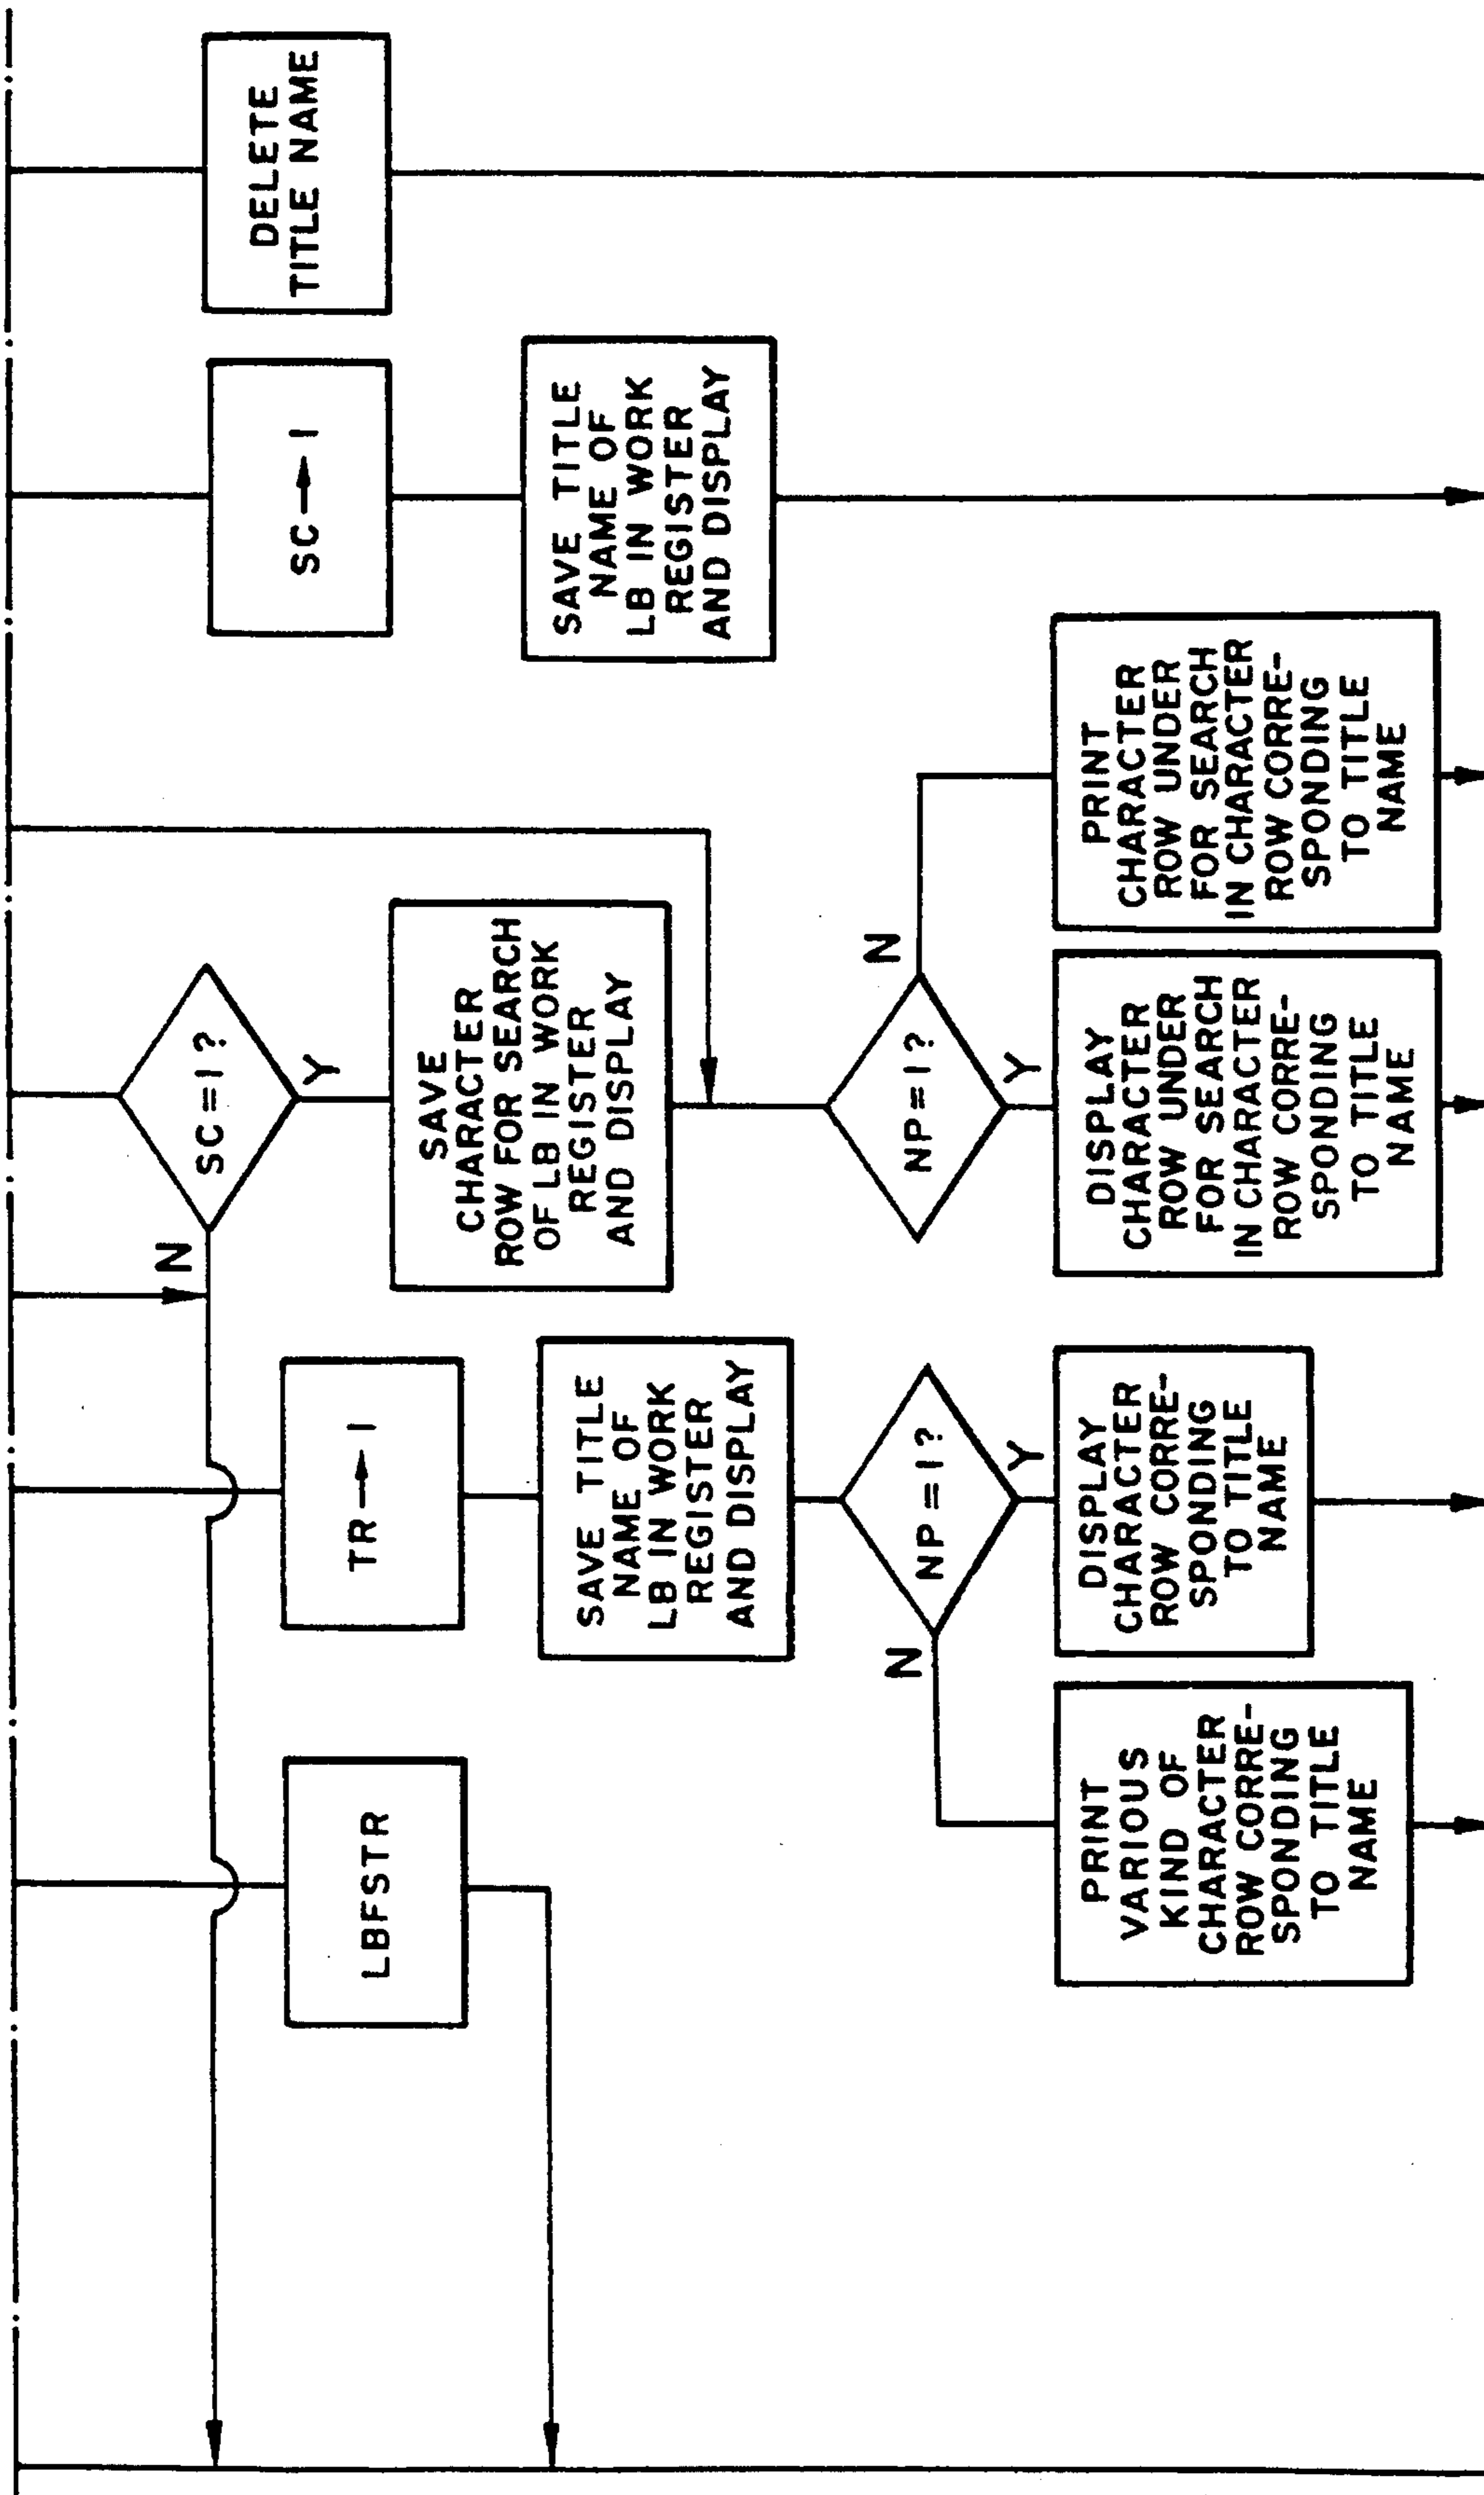 N
SC=1?
Y
DELETE
TITLE NAME
LBFSTR
TR→1
SC→1
SAVE TITLE
NAME OF
LB IN WORK
REGISTER
AND DISPLAY
SAVE
CHARACTER
ROW FOR SEARCH
OF LB IN WORK
REGISTER
AND DISPLAY
SAVE TITLE
NAME OF
LB IN WORK
REGISTER
AND DISPLAY
N
NP=1?
Y
NP=1?
N
Y
PRINT
VARIOUS
KIND OF
CHARACTER
ROW CORRE-
SPONDING
TO TITLE
NAME
DISPLAY
CHARACTER
ROW CORRE-
SPONDING
TO TITLE
NAME
DISPLAY
CHARACTER
ROW UNDER
FOR SEARCH
IN CHARACTER
ROW CORRE-
SPONDING
TO TITLE
NAME
PRINT
CHARACTER
ROW UNDER
FOR SEARCH
IN CHARACTER
ROW CORRE-
SPONDING
TO TITLE
NAME